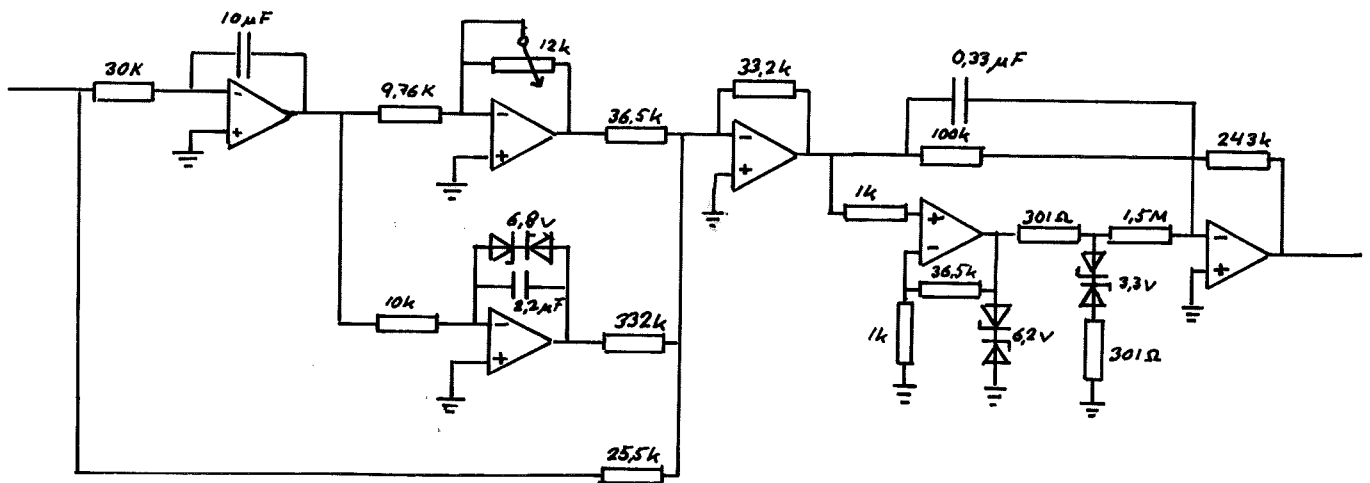 10µF
30K
-
+
9,76K
12k
-
+
36,5k
33,2k
-
+
0,33µF
100k
243k
1k
+
-
36,5k
1k
6,2v
301Ω
1,5M
3,3v
301Ω
-
+
6,8v
2,2µF
10k
-
+
332k
25,5k